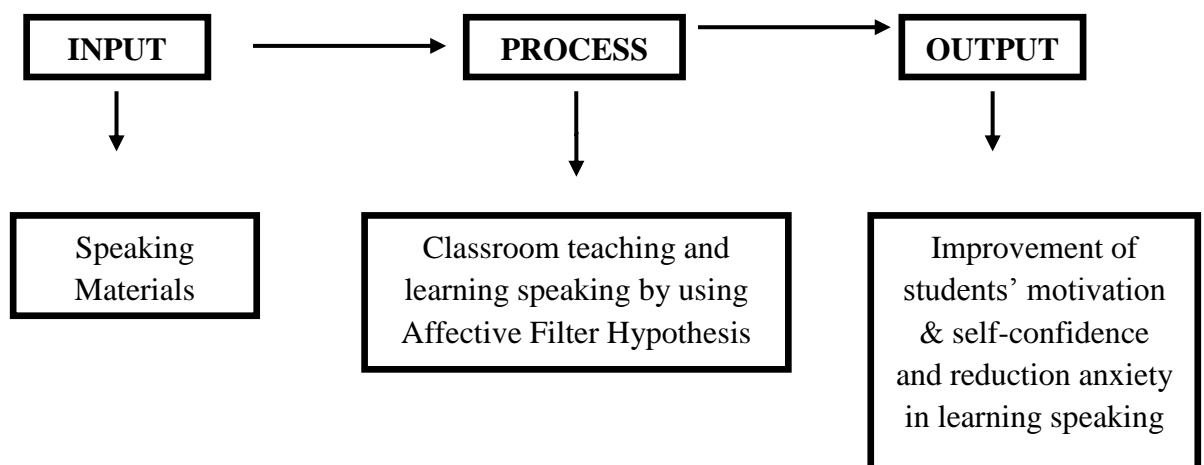 INPUT
PROCESS
OUTPUT
Speaking
Materials
Classroom teaching and
learning speaking by using
Affective Filter Hypothesis
Improvement of
students’ motivation
& self-confidence
and reduction anxiety
in learning speaking